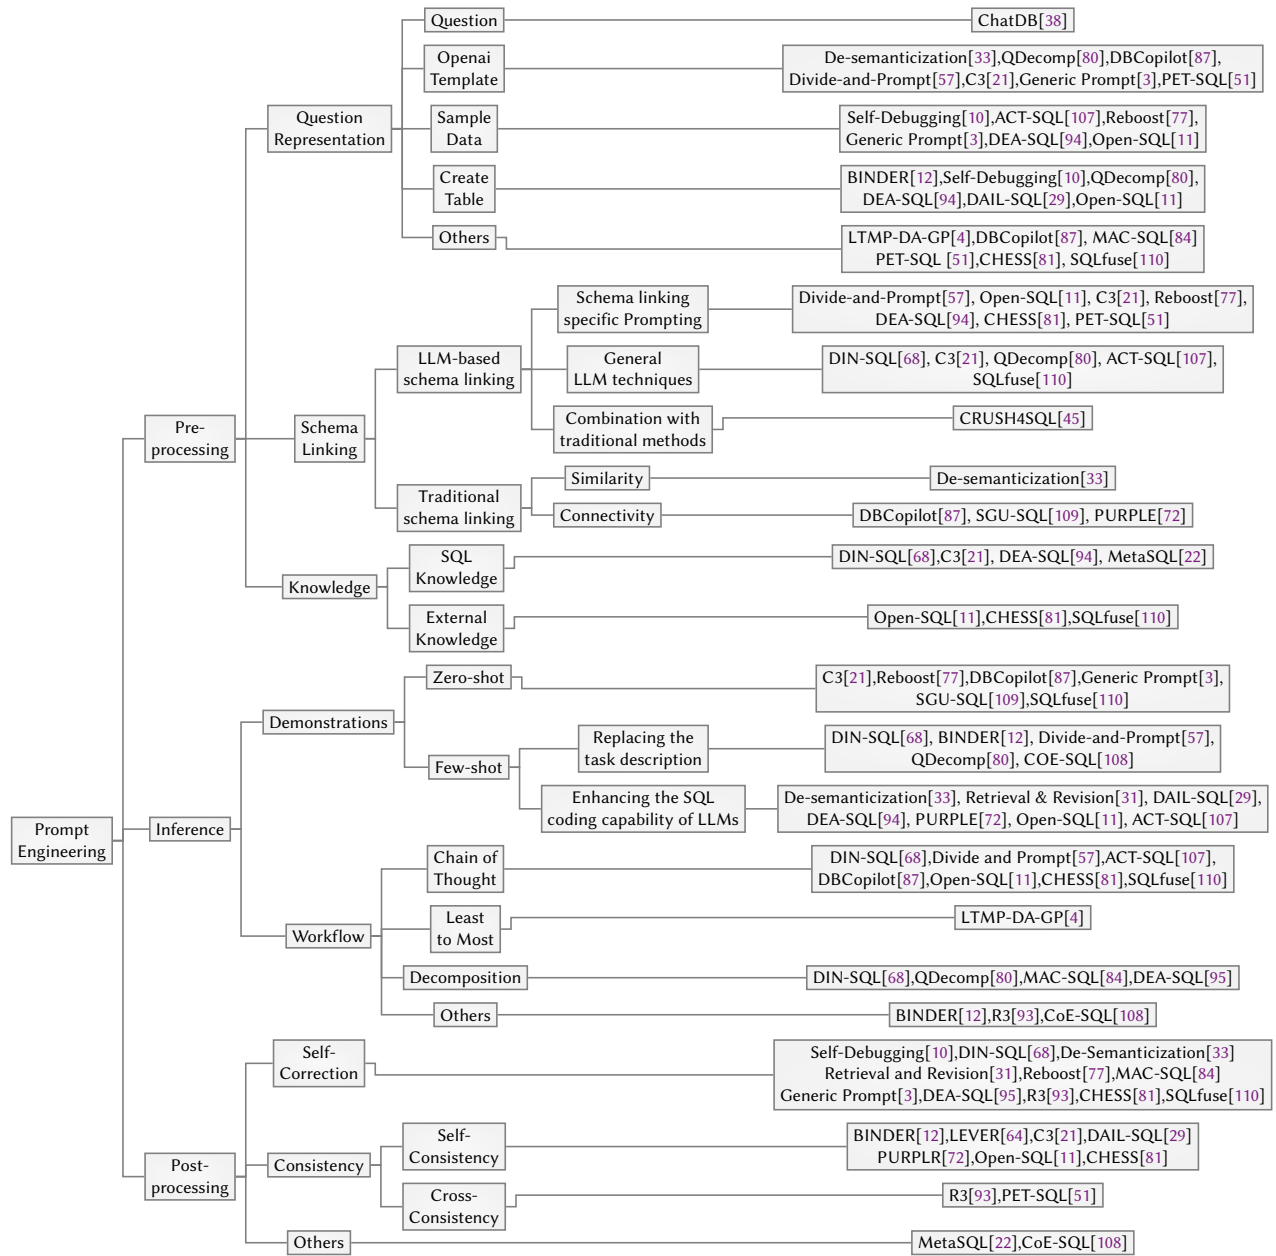 Question
ChatDB[38]
Openai
Template
De-semanticization[33],QDecomp[80],DBCopilot[87],
Divide-and-Prompt[57],C3[21],Generic Prompt[3],PET-SQL[51]
Question
Representation
Sample
Data
Self-Debugging[10],ACT-SQL[107],Reboost[77],
Generic Prompt[3],DEA-SQL[94],Open-SQL[11]
Create
Table
BINDER[12],Self-Debugging[10],QDecomp[80],
DEA-SQL[94],DAIL-SQL[29],Open-SQL[11]
Others
LTMP-DA-GP[4],DBCopilot[87], MAC-SQL[84]
PET-SQL [51],CHESS[81], SQLfuse[110]
Schema linking
specific Prompting
Divide-and-Prompt[57], Open-SQL[11], C3[21], Reboost[77],
DEA-SQL[94], CHESS[81], PET-SQL[51]
LLM-based
schema linking
General
LLM techniques
DIN-SQL[68], C3[21], QDecomp[80], ACT-SQL[107],
SQLfuse[110]
Combination with
traditional methods
CRUSH4SQL[45]
Pre-
processing
Schema
Linking
Similarity
De-semanticization[33]
Traditional
schema linking
Connectivity
DBCopilot[87], SGU-SQL[109], PURPLE[72]
SQL
Knowledge
DIN-SQL[68],C3[21], DEA-SQL[94], MetaSQL[22]
Knowledge
External
Knowledge
Open-SQL[11],CHESS[81],SQLfuse[110]
Zero-shot
C3[21],Reboost[77],DBCopilot[87],Generic Prompt[3],
SGU-SQL[109],SQLfuse[110]
Demonstrations
Few-shot
Replacing the
task description
DIN-SQL[68], BINDER[12], Divide-and-Prompt[57],
QDecomp[80], COE-SQL[108]
Enhancing the SQL
coding capability of LLMs
De-semanticization[33], Retrieval & Revision[31], DAIL-SQL[29],
DEA-SQL[94], PURPLE[72], Open-SQL[11], ACT-SQL[107]
Prompt
Engineering
Inference
Chain of
Thought
DIN-SQL[68],Divide and Prompt[57],ACT-SQL[107],
DBCopilot[87],Open-SQL[11],CHESS[81],SQLfuse[110]
Least
to Most
LTMP-DA-GP[4]
Workflow
Decomposition
DIN-SQL[68],QDecomp[80],MAC-SQL[84],DEA-SQL[95]
Others
BINDER[12],R3[93],CoE-SQL[108]
Self-
Correction
Self-Debugging[10],DIN-SQL[68],De-Semanticization[33]
Retrieval and Revision[31],Reboost[77],MAC-SQL[84]
Generic Prompt[3],DEA-SQL[95],R3[93],CHESS[81],SQLfuse[110]
Self-
Consistency
BINDER[12],LEVER[64],C3[21],DAIL-SQL[29]
PURPLR[72],Open-SQL[11],CHESS[81]
Post-
processing
Consistency
Cross-
Consistency
R3[93],PET-SQL[51]
Others
MetaSQL[22],CoE-SQL[108]